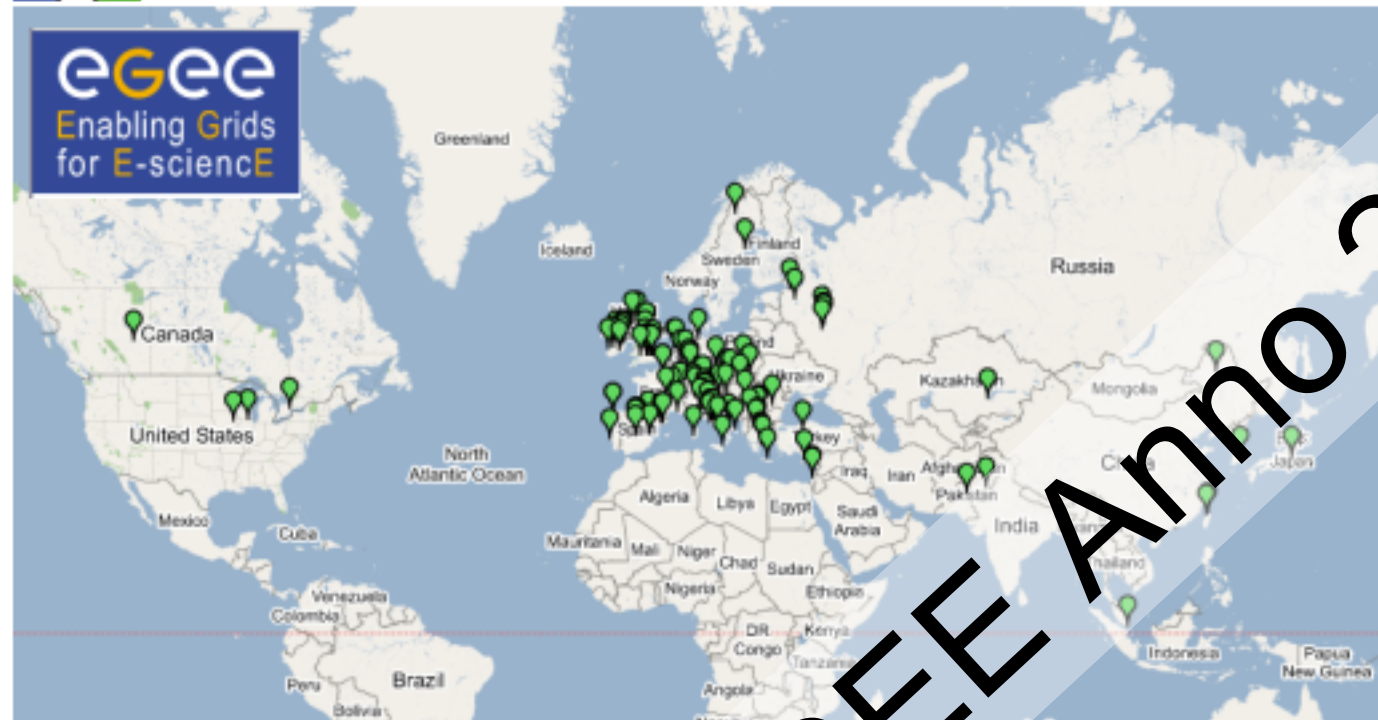 eGee
Enabling Grids
for E-sciencE
Greenland
Iceland
Finland
Sweden
Norway
Russia
Canada
Ukraine
Mongolia
United States
North
Atlantic Ocean
Japan
Iraq
Iran
Pakistan
Algeria
Libya
Egypt
Saudi
Arabia
India
Mexico
Cuba
Mauritania
Mali
Niger
Chad
Sudan
Nigeria
Ethiopia
Venezuela
Colombia
DR
Congo
Kenya
Tanzania
Indonesia
Papua
New Guinea
Peru
Brazil
Angola
Bolivia
EE Anno